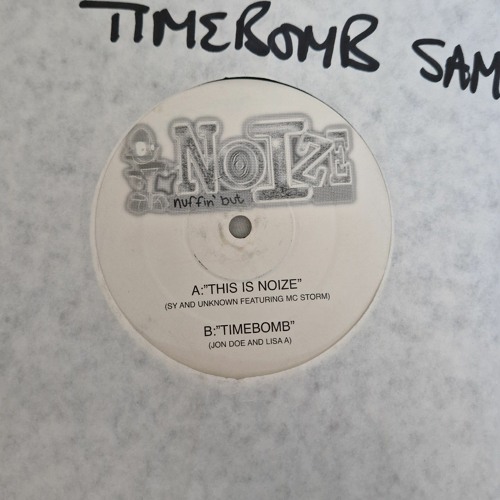 TIMEBOMB SAM
NOIZE
nuffin' but
A:"THIS IS NOIZE"
(SY AND UNKNOWN FEATURING MC STORM)
B:"TIMEBOMB"
(JON DOE AND LISA A)